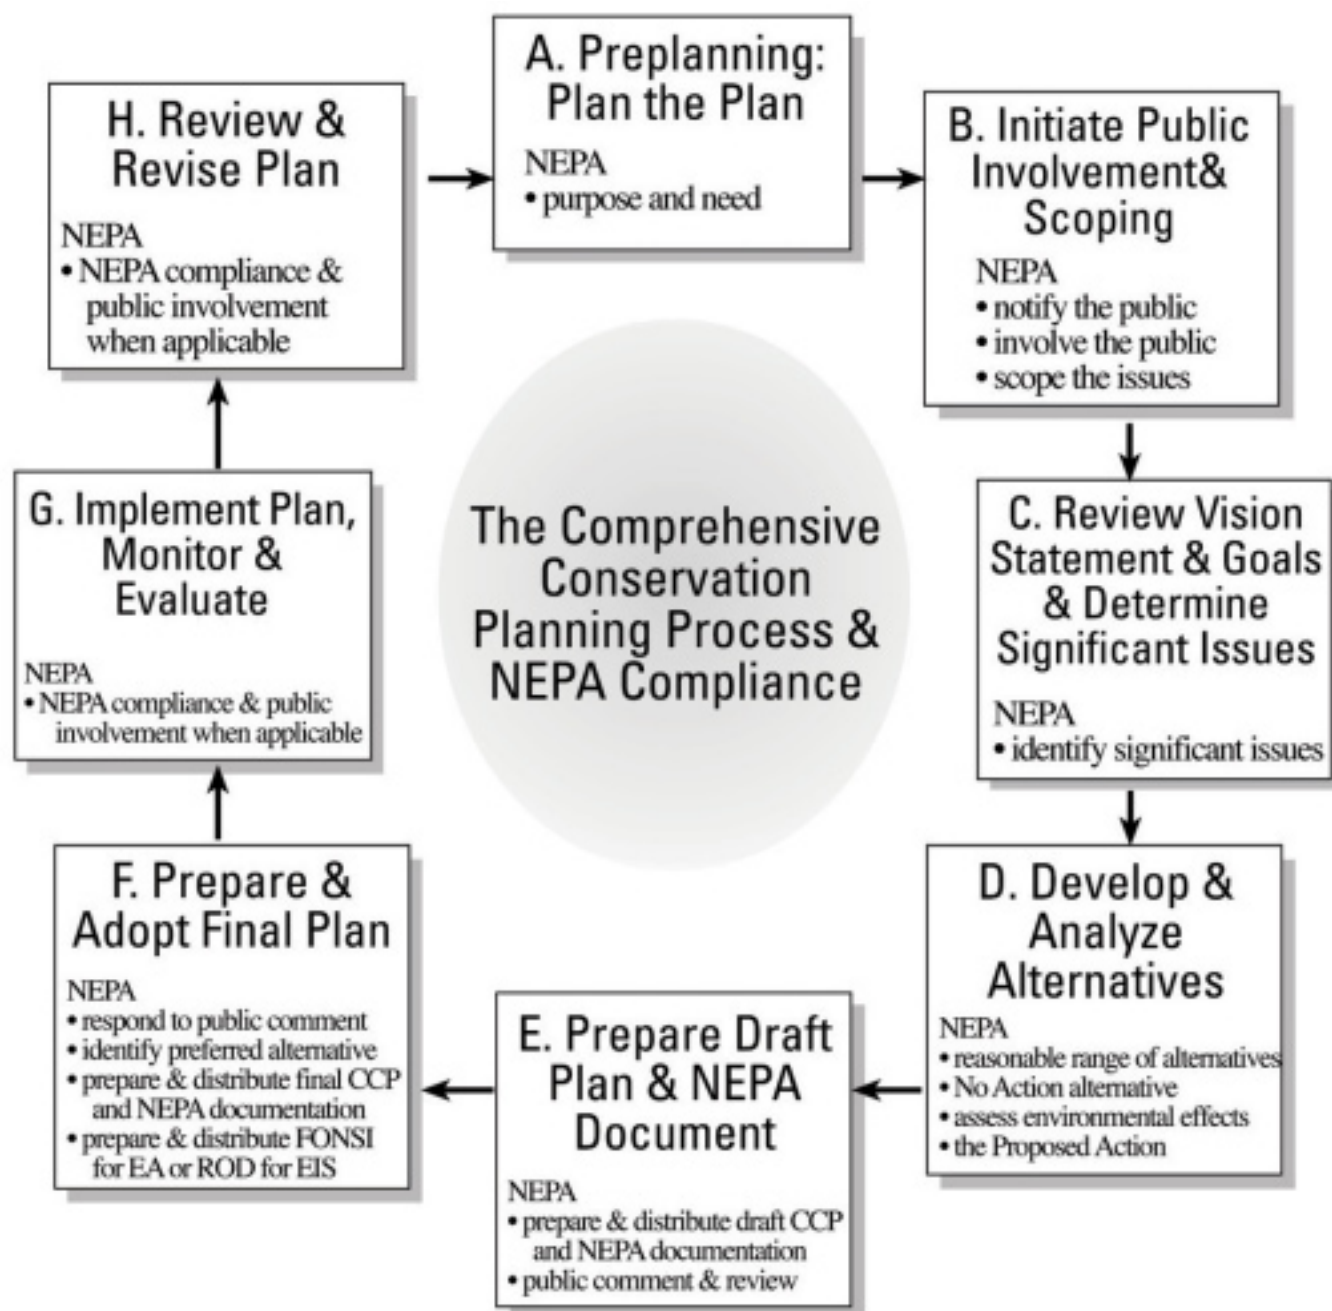 A. Preplanning:
Plan the Plan
NEPA
• purpose and need
B. Initiate Public
Involvement&
Scoping
NEPA
• notify the public
• involve the public
• scope the issues
C. Review Vision
Statement & Goals
& Determine
Significant Issues
NEPA
• identify significant issues
D. Develop &
Analyze
Alternatives
NEPA
• reasonable range of alternatives
• No Action alternative
• assess environmental effects
• the Proposed Action
E. Prepare Draft
Plan & NEPA
Document
NEPA
• prepare & distribute draft CCP
and NEPA documentation
• public comment & review
F. Prepare &
Adopt Final Plan
NEPA
• respond to public comment
• identify preferred alternative
• prepare & distribute final CCP
and NEPA documentation
• prepare & distribute FONSI
for EA or ROD for EIS
G. Implement Plan,
Monitor &
Evaluate
NEPA
• NEPA compliance & public
involvement when applicable
H. Review &
Revise Plan
NEPA
• NEPA compliance &
public involvement
when applicable
The Comprehensive
Conservation
Planning Process &
NEPA Compliance